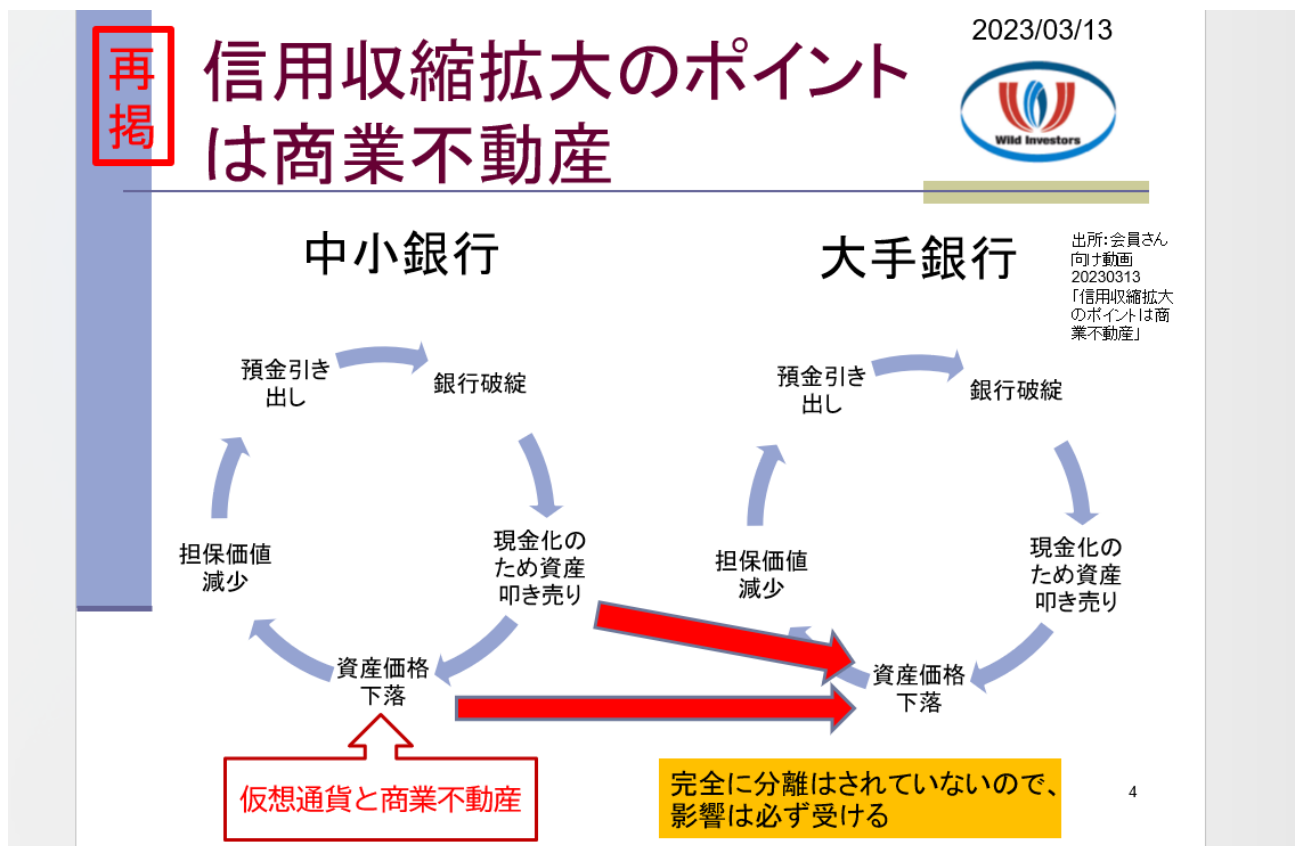 2023/03/13
再
掲
信用収縮拡大のポイント
は商業不動産
Wild Investors
中小銀行
預金引き
出し
銀行破綻
現金化の
ため資産
叩き売り
資産価格
下落
担保価値
減少
仮想通貨と商業不動産
大手銀行
出所:会員さん
向け動画
20230313
「信用収縮拡大
のポイントは商
業不動産」
預金引き
出し
銀行破綻
現金化の
ため資産
叩き売り
資産価格
下落
担保価値
減少
完全に分離はされていないので、
影響は必ず受ける
4